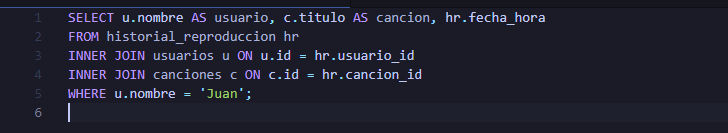 1 SELECT u.nombre AS usuario, c.titulo AS cancion, hr.fecha_hora
2 FROM historial_reproduccion hr
3 INNER JOIN usuarios u ON u.id = hr.usuario_id
4 INNER JOIN canciones c ON c.id = hr.cancion_id
5 WHERE u.nombre = 'Juan';
6